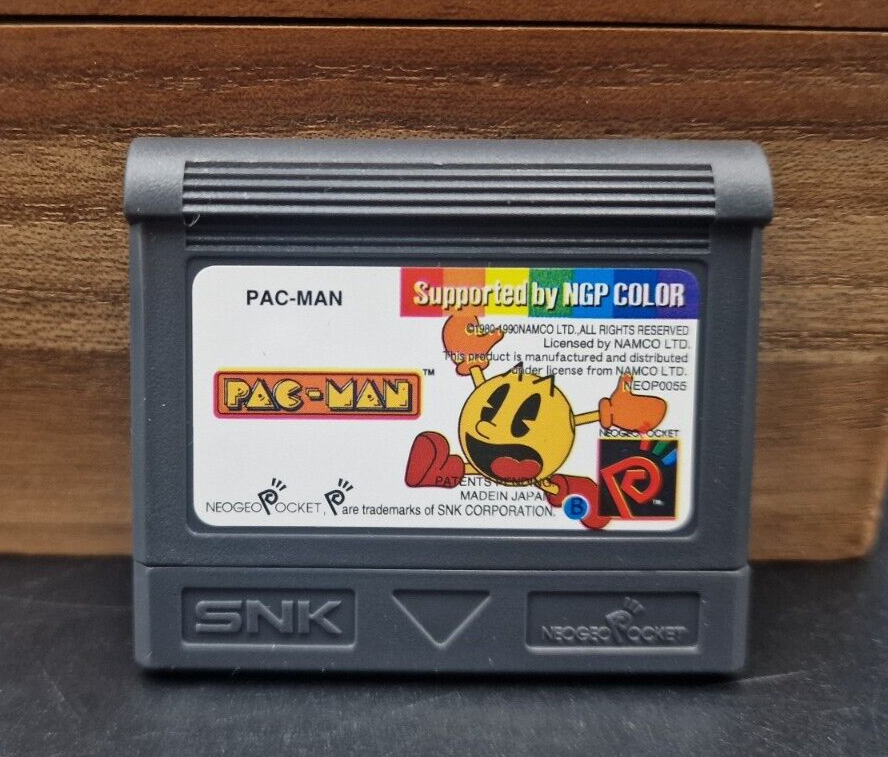 PAC-MAN
Supported by NGP COLOR
©1980 1990NAMCO LTD.,ALL RIGHTS RESERVED
Licensed by NAMCO LTD.
This product is manufactured and distributed
under license from NAMCO LTD.
NEOP0055
PAC-MAN™
NEOGEO POCKET
PATENTS PENDING
MADEIN JAPAN
B
P™
NEOGEO POCKET, P are trademarks of SNK CORPORATION.
SNK
NEOGEO POCKET